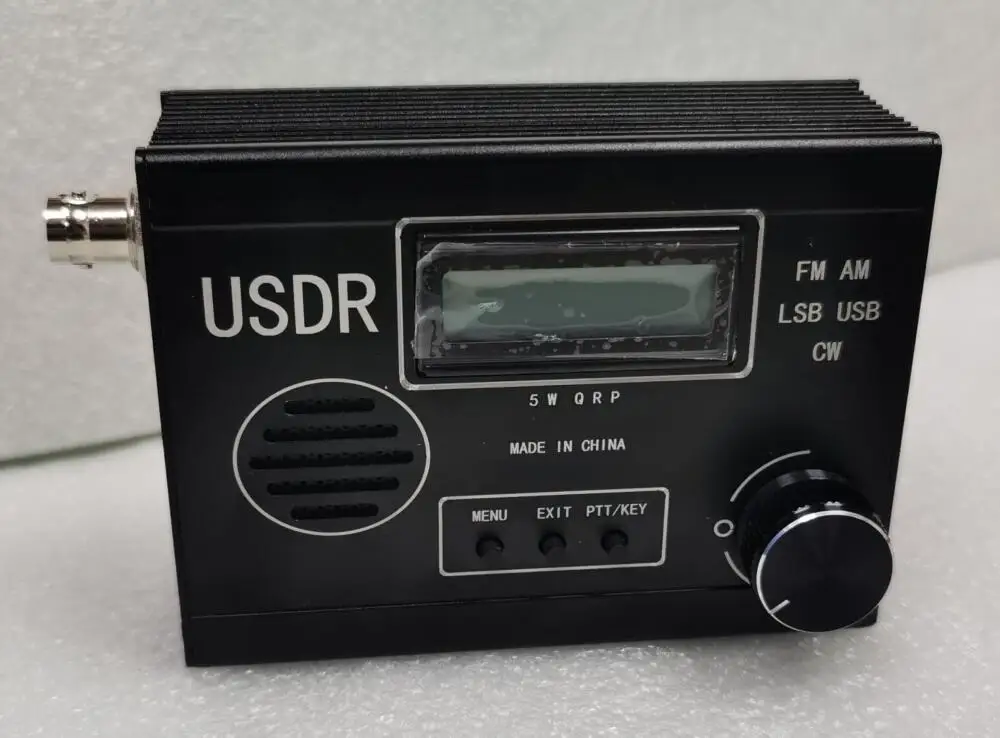 USDR
FM AM
LSB USB
CW
5W QRP
MADE IN CHINA
MENU EXIT PTT/KEY